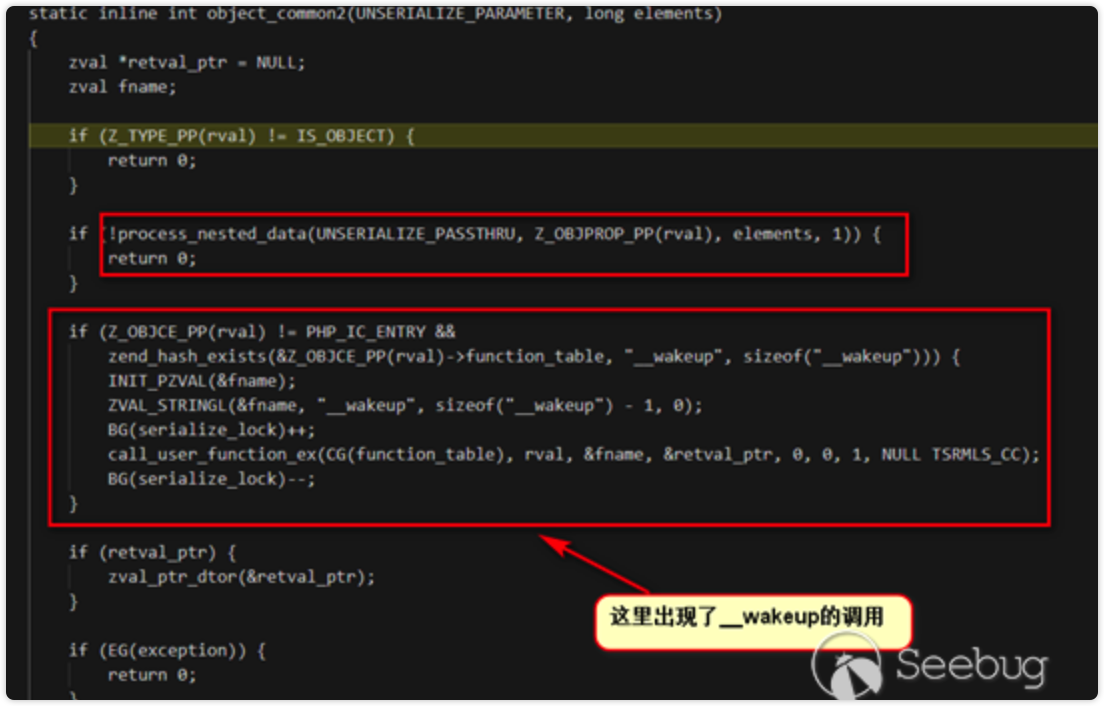 static inline int object_common2(UNSERIALIZE_PARAMETER, long elements)
{
zval *retval_ptr = NULL;
zval fname;
if (Z_TYPE_PP(rval) != IS_OBJECT) {
return 0;
}
if (!process_nested_data(UNSERIALIZE_PASSTHRU, Z_OBJPROP_PP(rval), elements, 1)) {
return 0;
}
if (Z_OBJCE_PP(rval) != PHP_IC_ENTRY &&
zend_hash_exists(&Z_OBJCE_PP(rval)->function_table, "__wakeup", sizeof("__wakeup"))) {
INIT_PZVAL(&fname);
ZVAL_STRINGL(&fname, "__wakeup", sizeof("__wakeup") - 1, 0);
BG(serialize_lock)++;
call_user_function_ex(CG(function_table), rval, &fname, &retval_ptr, 0, 0, 1, NULL TSRMLS_CC);
BG(serialize_lock)--;
}
if (retval_ptr) {
zval_ptr_dtor(&retval_ptr);
}
这里出现了__wakeup的调用
if (EG(exception)) {
return 0;
}
Seebug